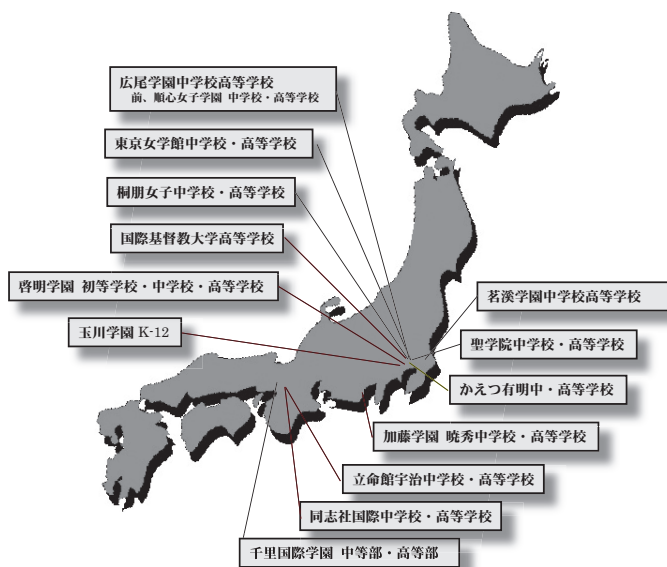 広尾学園中学校高等学校
前、順心女子学園 中学校・高等学校
東京女学館中学校・高等学校
桐朋女子中学校・高等学校
国際基督教大学高等学校
啓明学園 初等学校・中学校・高等学校
玉川学園 K-12
茗溪学園中学校高等学校
聖学院中学校・高等学校
かえつ有明中・高等学校
加藤学園 暁秀中学校・高等学校
立命館宇治中学校・高等学校
同志社国際中学校・高等学校
千里国際学園 中等部・高等部